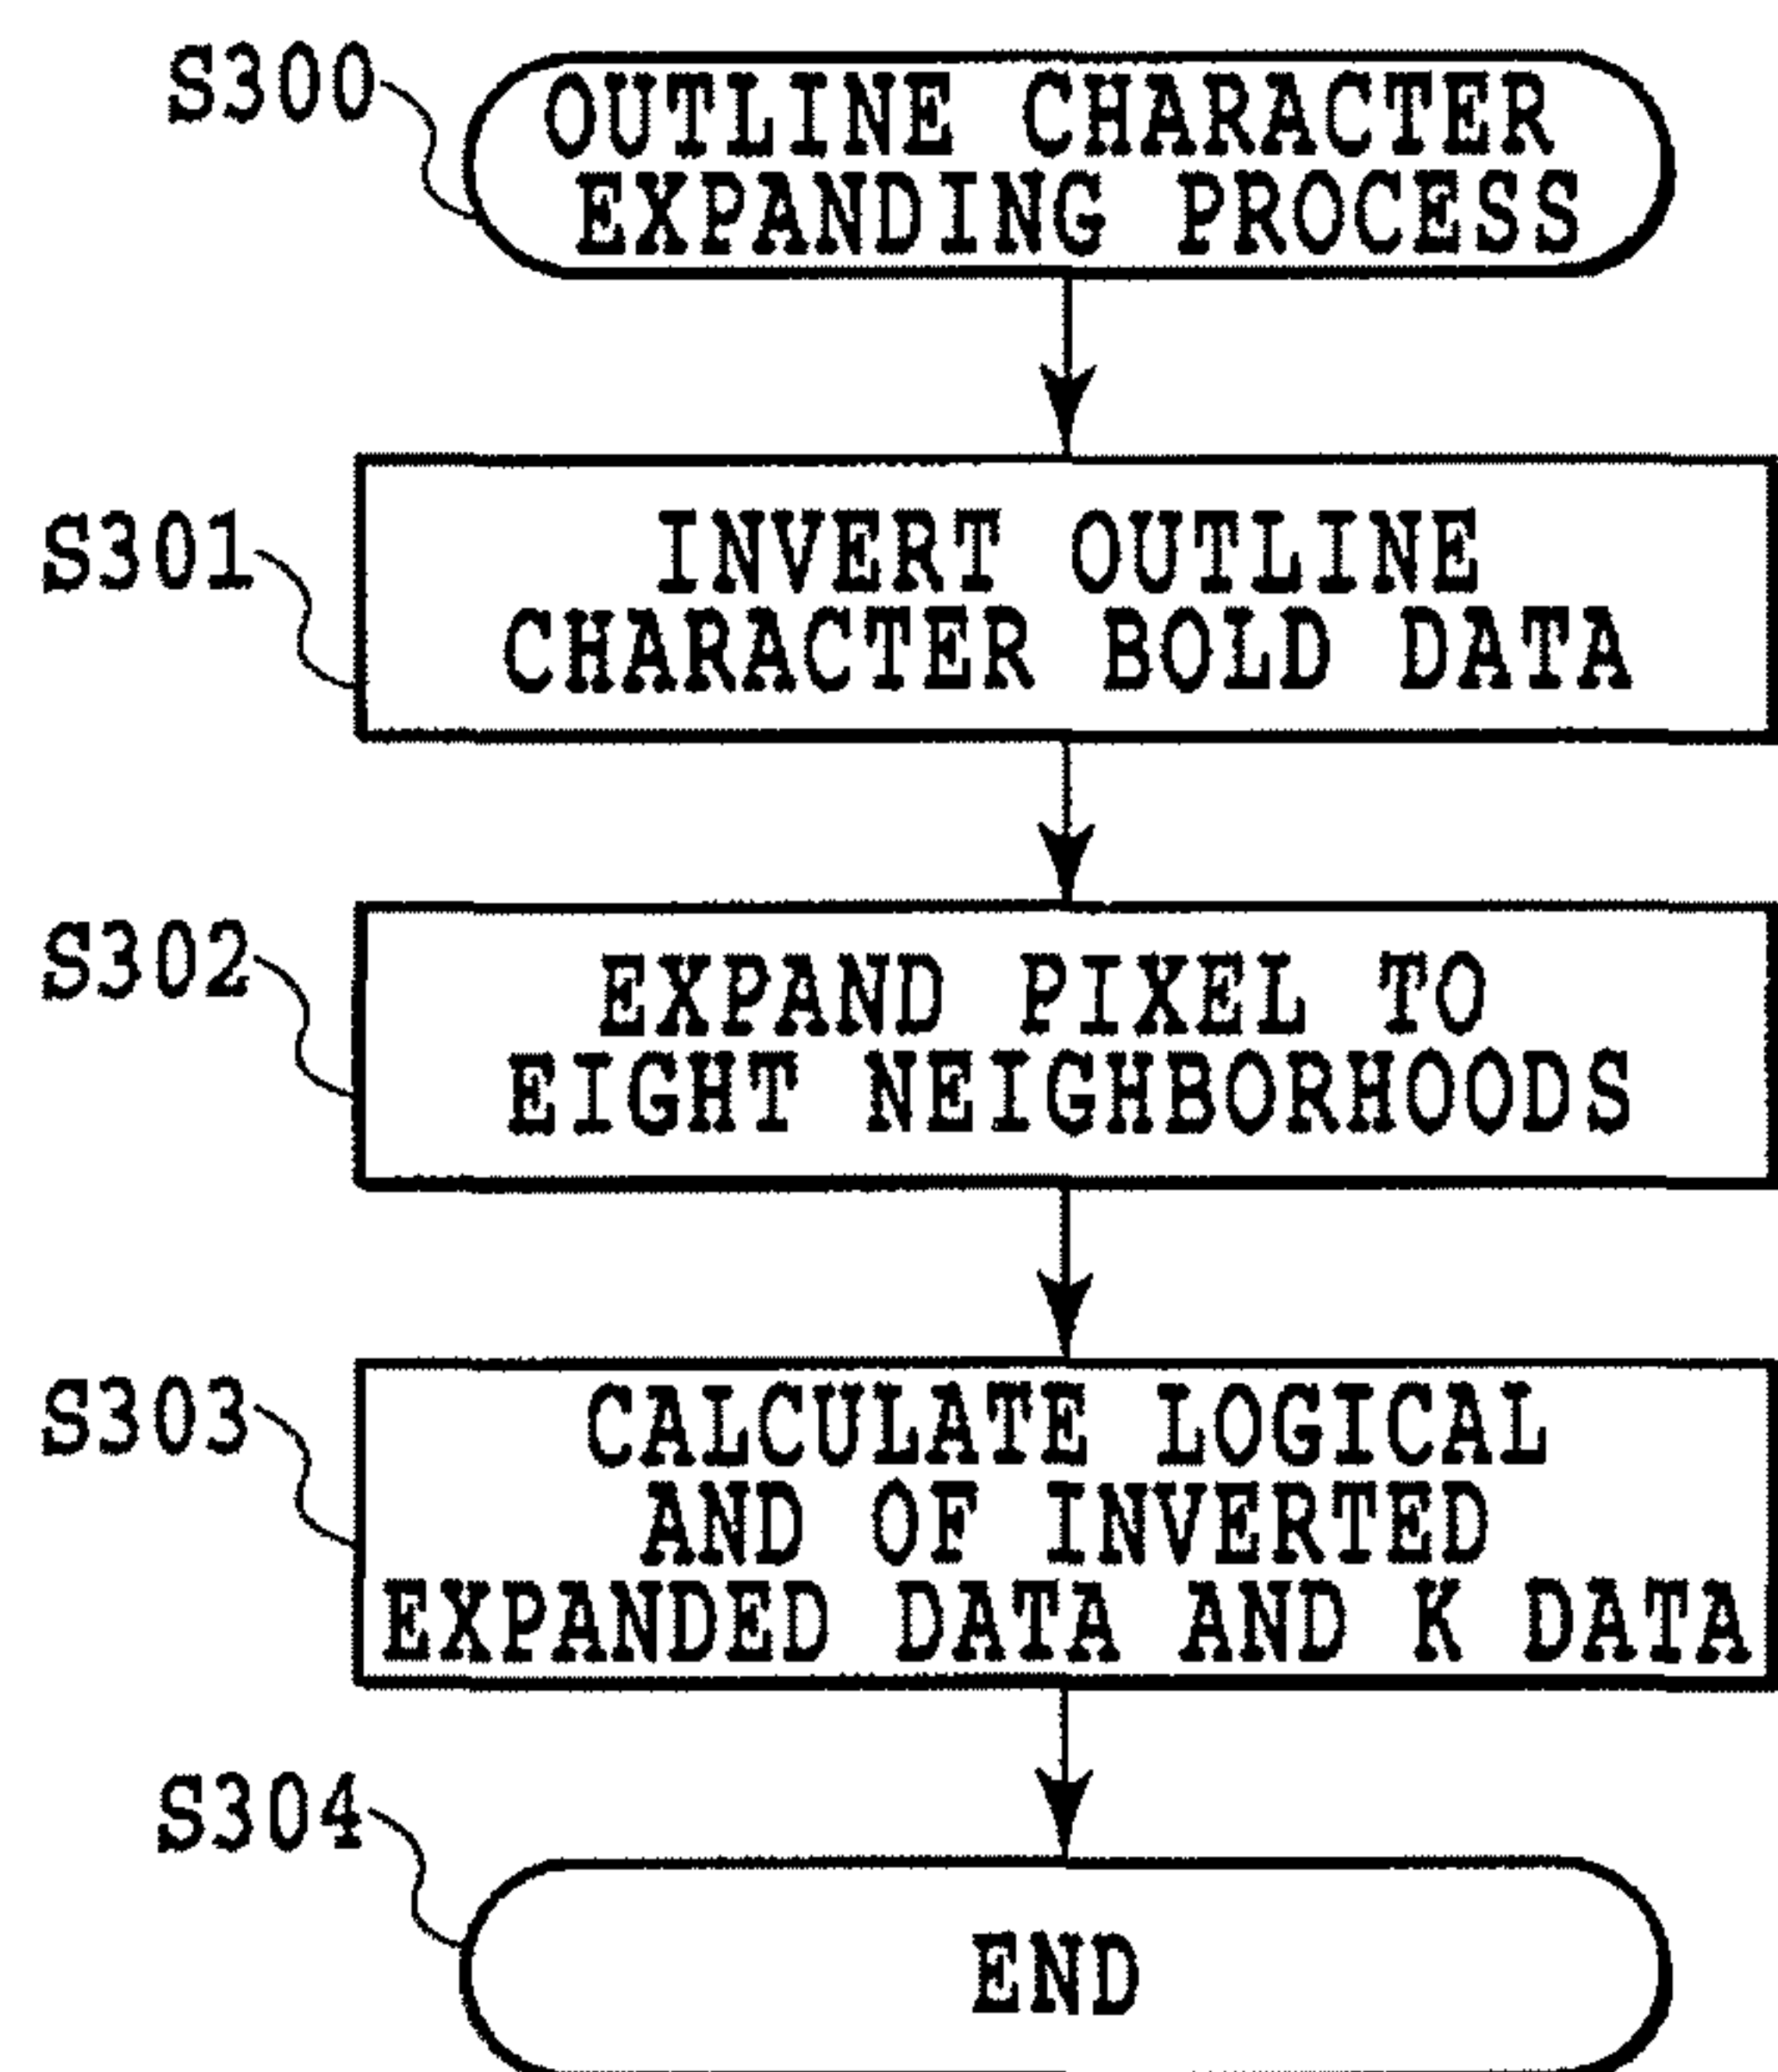 S300
OUTLINE CHARACTER
EXPANDING PROCESS
S301
INVERT OUTLINE
CHARACTER BOLD DATA
S302
EXPAND PIXEL TO
EIGHT NEIGHBORHOODS
S303
CALCULATE LOGICAL
AND OF INVERTED
EXPANDED DATA AND K DATA
S304
END